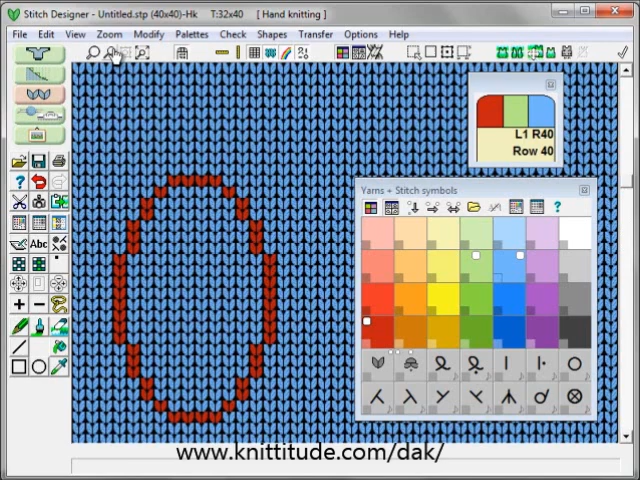 Stitch Designer - Untitled.stp (40x40)-Hk T:32x40 [ Hand knitting ]
File Edit View Zoom Modify Palettes Check Shapes Transfer Options Help
L1 R40
Row 40
Yarns + Stitch symbols
Abc
www.knittitude.com/dak/